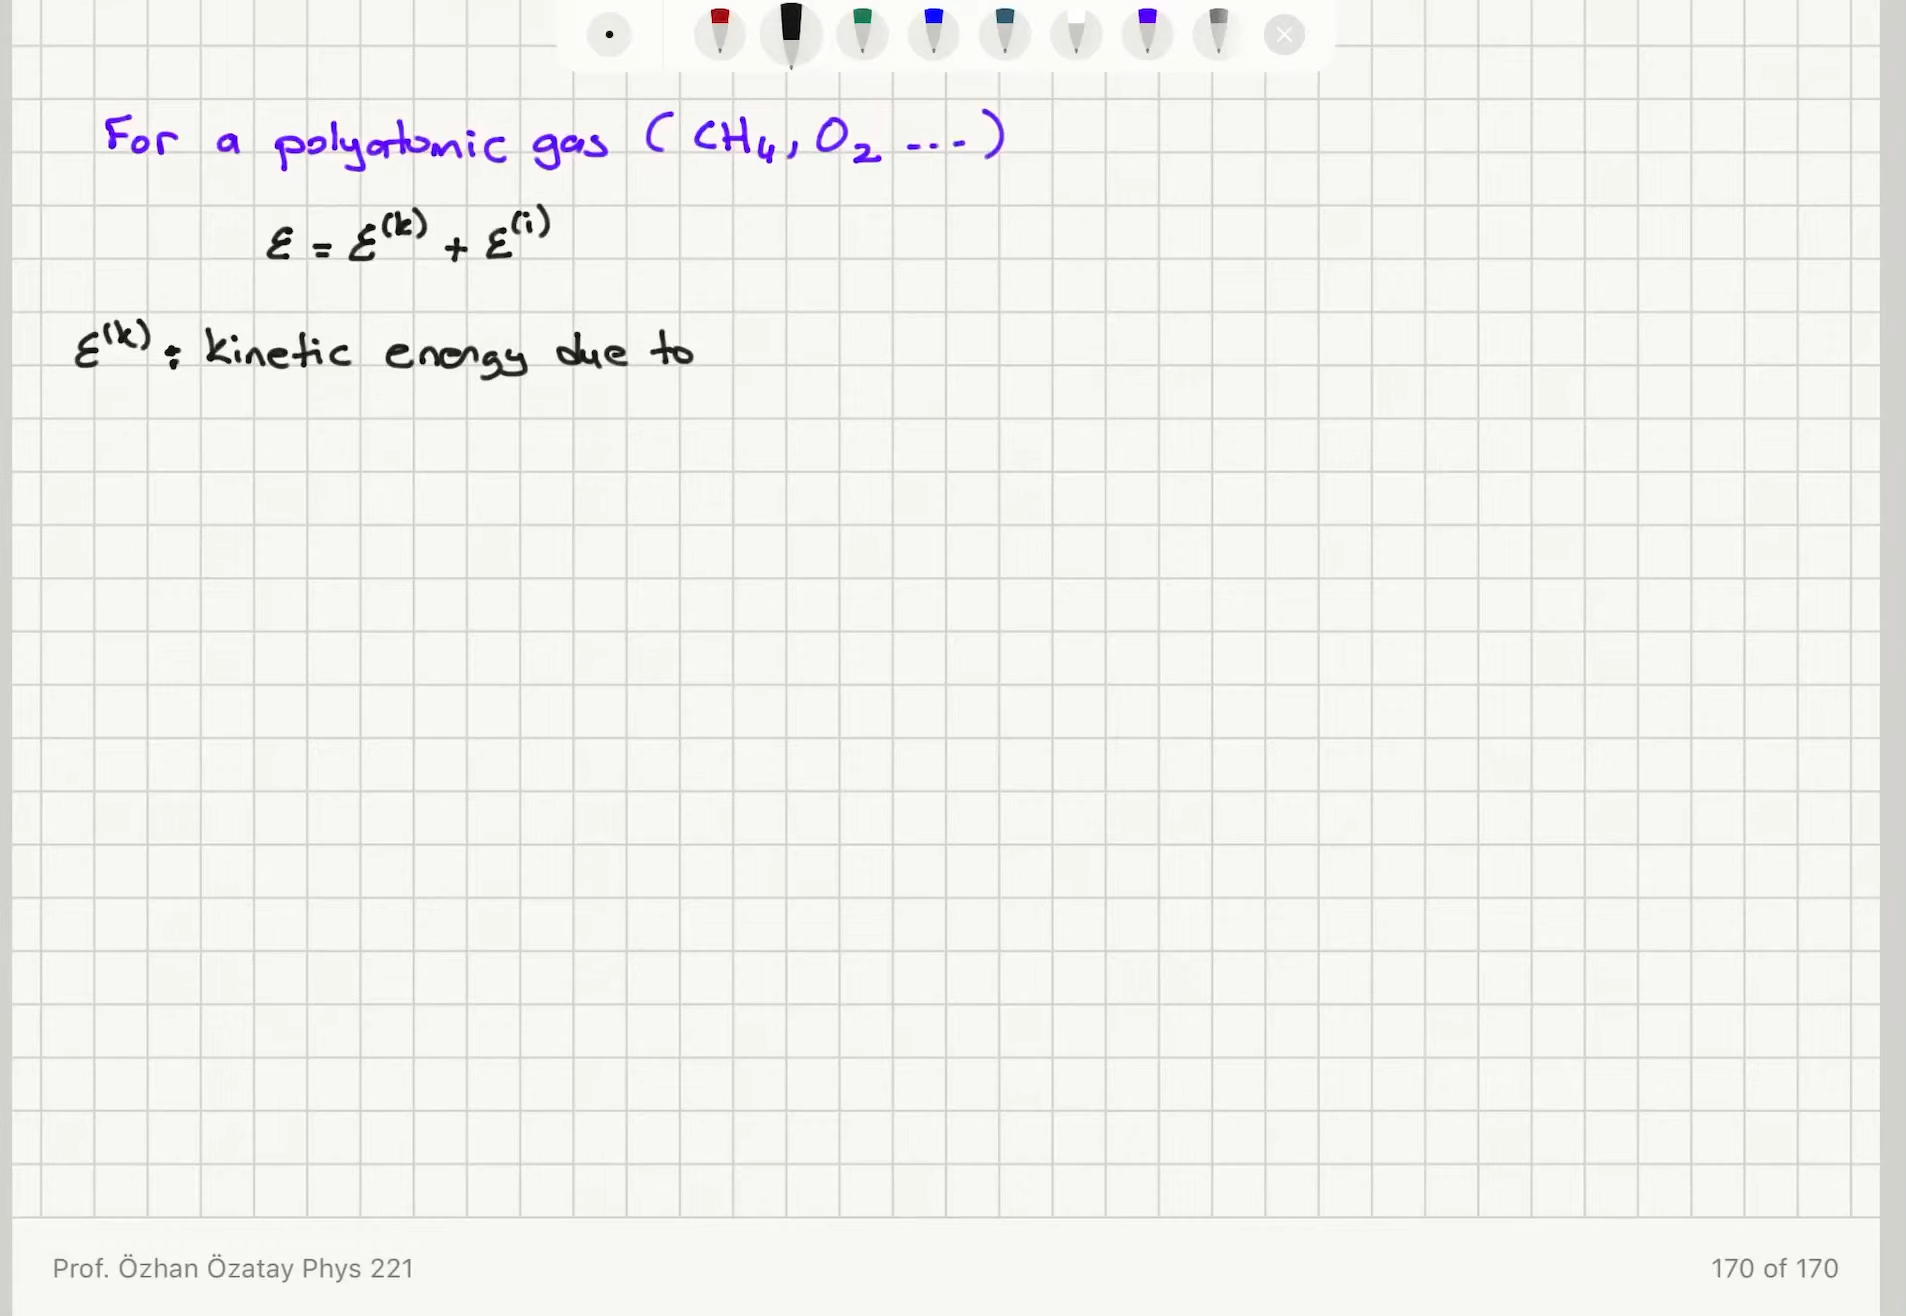 For a polyatomic gas (CH₄, O₂ ...)
ε = ε⁽ᵏ⁾ + ε⁽ⁱ⁾
ε⁽ᵏ⁾ : kinetic energy due to
Prof. Özhan Özatay Phys 221
170 of 170